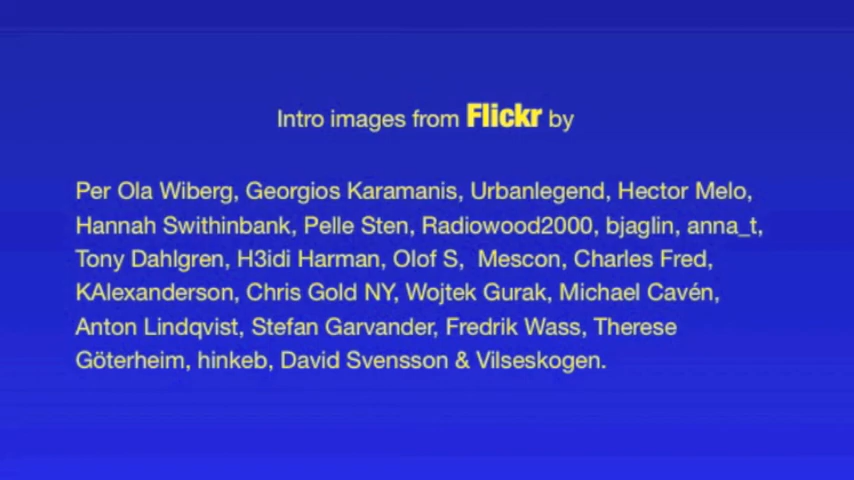 Intro images from Flickr by
Per Ola Wiberg, Georgios Karamanis, Urbanlegend, Hector Melo,
Hannah Swithinbank, Pelle Sten, Radiowood2000, bjaglin, anna_t,
Tony Dahlgren, H3idi Harman, Olof S,  Mescon, Charles Fred,
KAlexanderson, Chris Gold NY, Wojtek Gurak, Michael Cavén,
Anton Lindqvist, Stefan Garvander, Fredrik Wass, Therese
Göterheim, hinkeb, David Svensson & Vilseskogen.